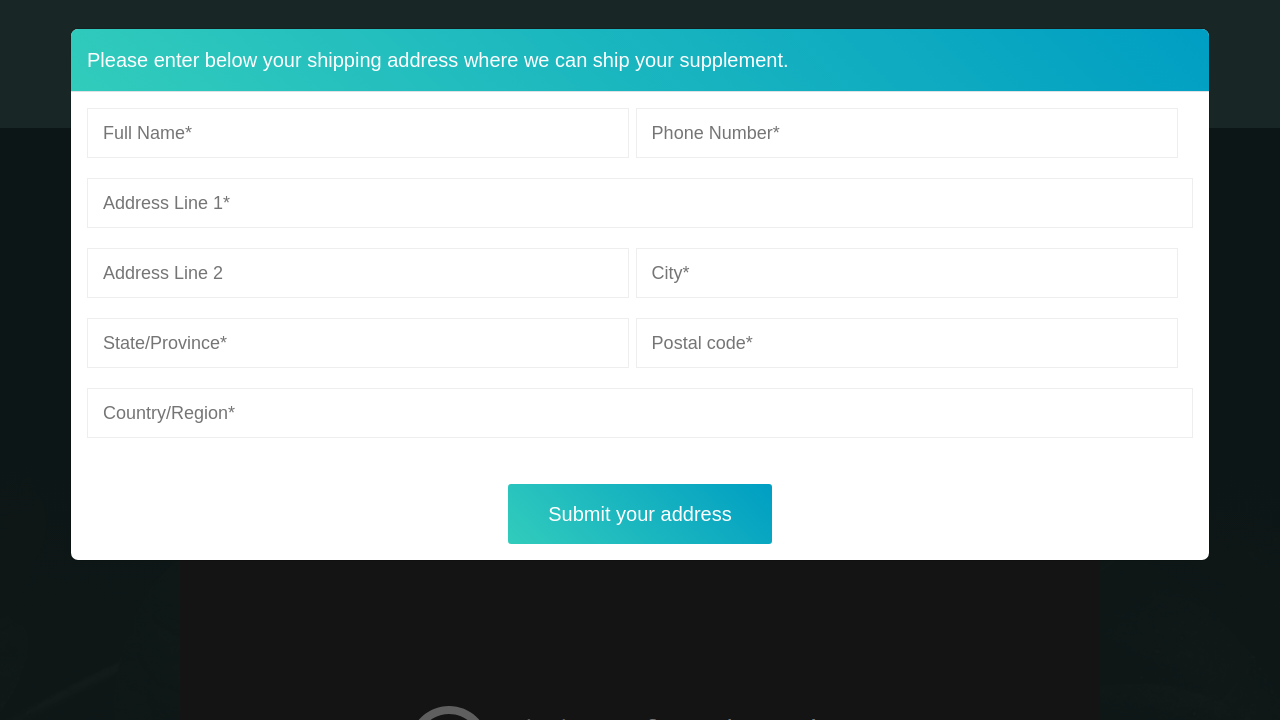 Please enter below your shipping address where we can ship your supplement.
Full Name*
Phone Number*
Address Line 1*
Address Line 2
City*
State/Province*
Postal code*
Country/Region*
Submit your address